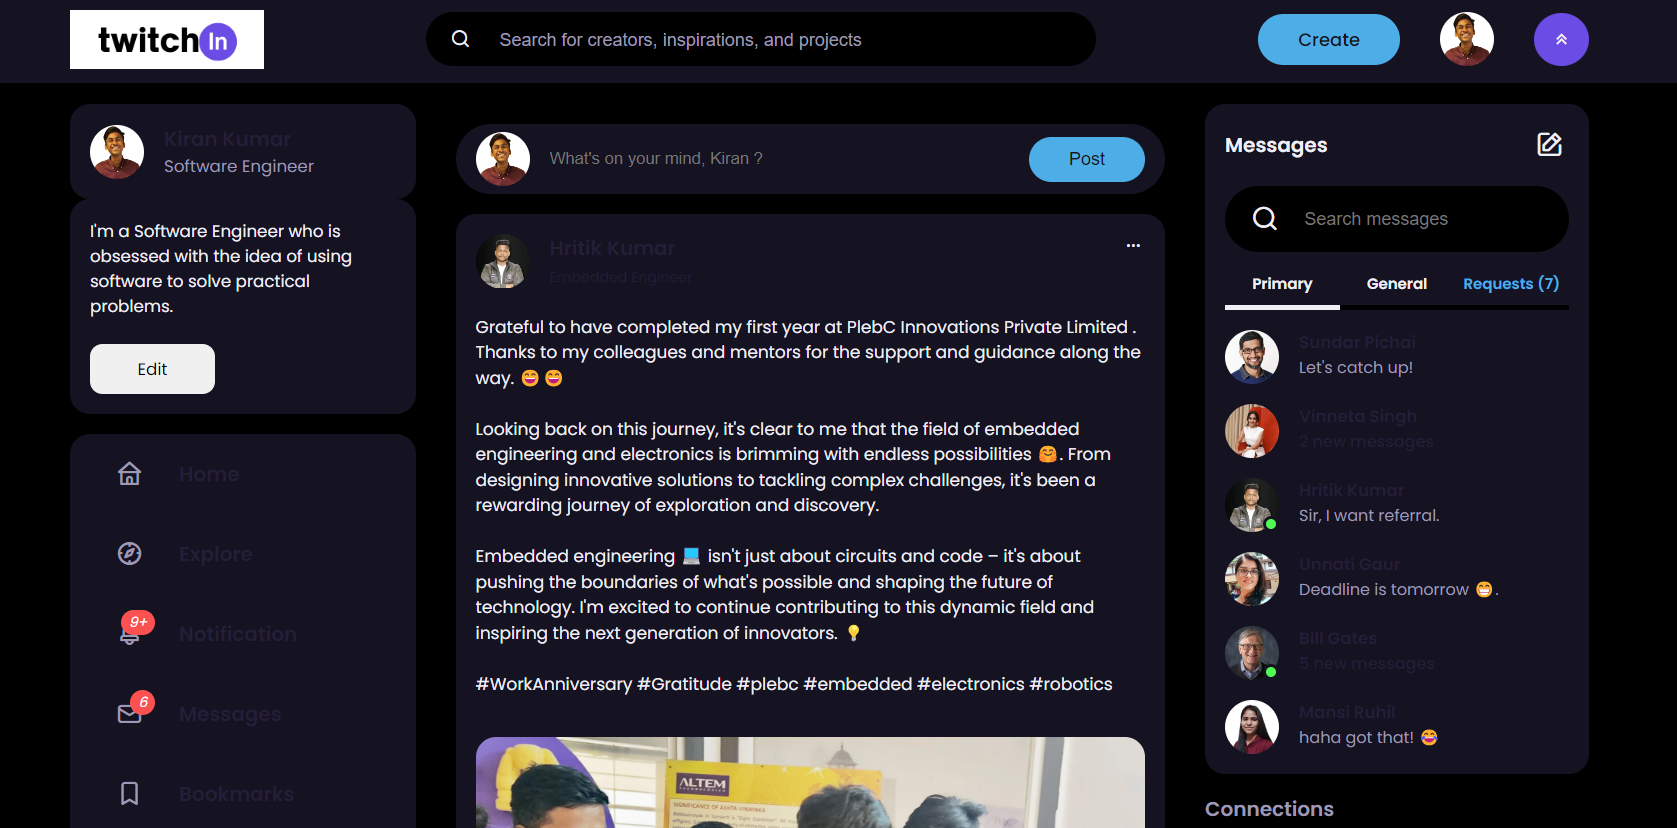 twitchIn
Search for creators, inspirations, and projects
Create
Kiran Kumar
Software Engineer
I'm a Software Engineer who is
obsessed with the idea of using
software to solve practical
problems.
Edit
Home
Explore
9+
Notification
6
Messages
Bookmarks
What's on your mind, Kiran ?
Post
Hritik Kumar
Embedded Engineer
Grateful to have completed my first year at PlebC Innovations Private Limited .
Thanks to my colleagues and mentors for the support and guidance along the
way. 😄 😄
Looking back on this journey, it's clear to me that the field of embedded
engineering and electronics is brimming with endless possibilities 🤗. From
designing innovative solutions to tackling complex challenges, it's been a
rewarding journey of exploration and discovery.
Embedded engineering 💻 isn't just about circuits and code – it's about
pushing the boundaries of what's possible and shaping the future of
technology. I'm excited to continue contributing to this dynamic field and
inspiring the next generation of innovators. 💡
#WorkAnniversary #Gratitude #plebc #embedded #electronics #robotics
ALTEM
TECHNOLOGIES
SIGNIFICANCE OF ASHTA-VINAYAKA
Messages
Search messages
Primary
General
Requests (7)
Sundar Pichai
Let's catch up!
Vinneta Singh
2 new messages
Hritik Kumar
Sir, I want referral.
Unnati Gaur
Deadline is tomorrow 😁.
Bill Gates
5 new messages
Mansi Ruhil
haha got that! 😂
Connections